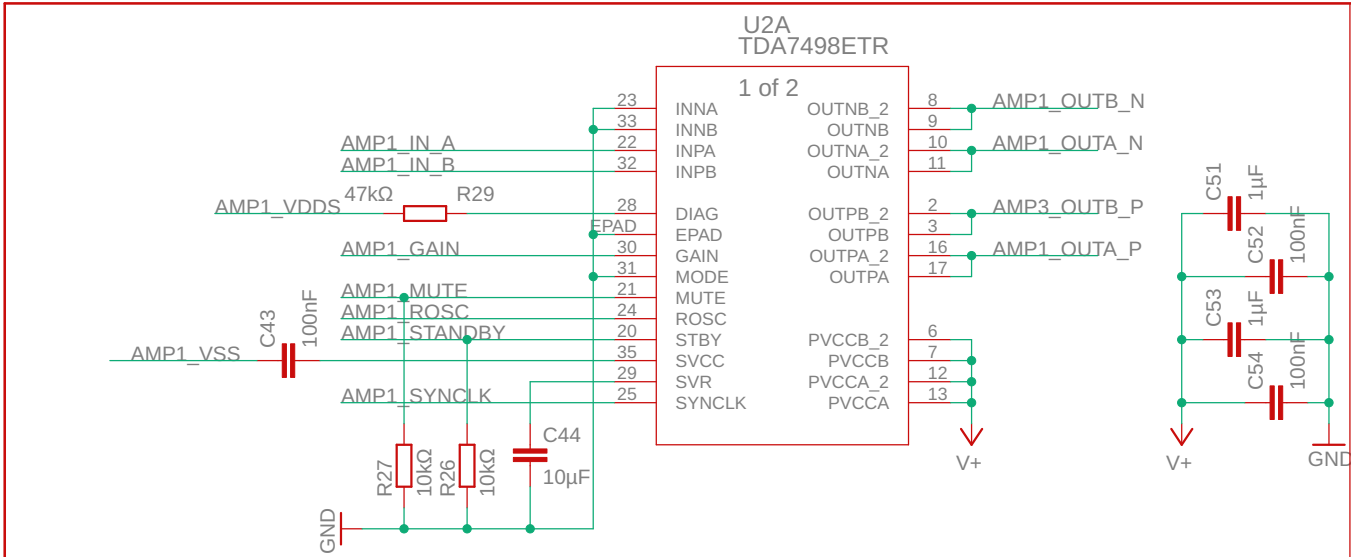 U2A
TDA7498ETR
1 of 2
23 INNA OUTNB_2 8 AMP1_OUTB_N
33 INNB OUTNB 9
AMP1_IN_A 22 INPA OUTNA_2 10 AMP1_OUTA_N
AMP1_IN_B 32 INPB OUTNA 11
47kΩ R29
AMP1_VDDS 28 DIAG OUTPB_2 2 AMP3_OUTB_P
EPAD EPAD OUTPB 3
AMP1_GAIN 30 GAIN OUTPA_2 16 AMP1_OUTA_P
31 MODE OUTPA 17
AMP1_MUTE 21 MUTE
AMP1_ROSC 24 ROSC
AMP1_STANDBY 20 STBY PVCCB_2 6
AMP1_VSS 35 SVCC PVCCB 7
29 SVR PVCCA_2 12
AMP1_SYNCLK 25 SYNCLK PVCCA 13
C43
100nF
C51
1µF
C52
100nF
C53
1µF
C54
100nF
R27
10kΩ
R26
10kΩ
C44
10µF
V+
V+
GND
GND